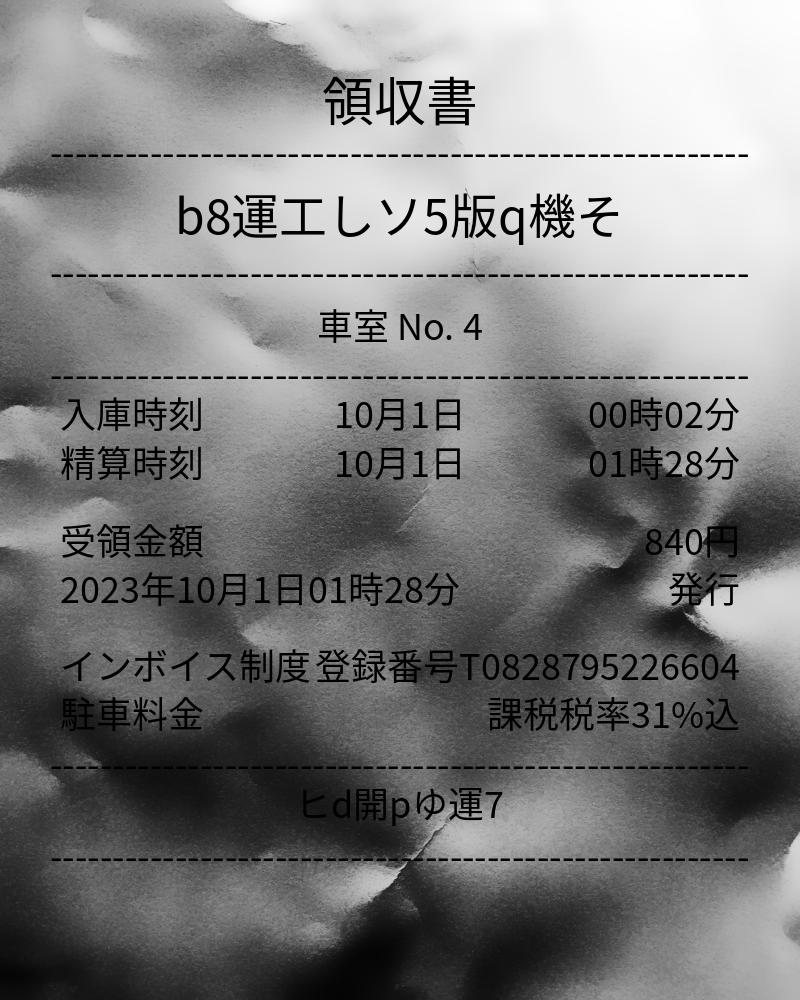 領収書
b8運工しソ5版q機そ
車室 No. 4
入庫時刻 10月1日 00時02分
精算時刻 10月1日 01時28分
受領金額 840円
2023年10月1日01時28分 発行
インボイス制度 登録番号T0828795226604
駐車料金 課税税率31%込
ヒd開pゆ運7